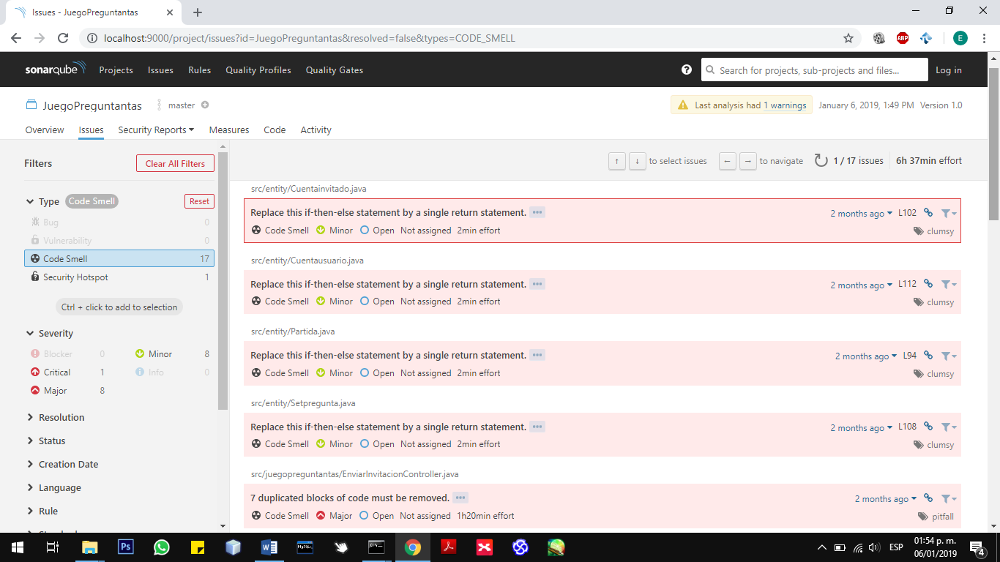 Issues - JuegoPreguntantas
localhost:9000/project/issues?id=JuegoPreguntantas&resolved=false&types=CODE_SMELL
ABP
E
sonarqube Projects Issues Rules Quality Profiles Quality Gates Search for projects, sub-projects and files... Log in
JuegoPreguntantas master Last analysis had 1 warnings January 6, 2019, 1:49 PM Version 1.0
Overview Issues Security Reports Measures Code Activity
Filters Clear All Filters
Type Code Smell Reset
Bug 0
Vulnerability 0
Code Smell 17
Security Hotspot 1
Ctrl + click to add to selection
Severity
Blocker 0 Minor 8
Critical 1 Info 0
Major 8
Resolution
Status
Creation Date
Language
Rule
↑ ↓ to select issues ← → to navigate 1 / 17 issues 6h 37min effort
src/entity/Cuentainvitado.java
Replace this if-then-else statement by a single return statement. ••• 2 months ago L102
Code Smell Minor Open Not assigned 2min effort clumsy
src/entity/Cuentausuario.java
Replace this if-then-else statement by a single return statement. ••• 2 months ago L112
Code Smell Minor Open Not assigned 2min effort clumsy
src/entity/Partida.java
Replace this if-then-else statement by a single return statement. ••• 2 months ago L94
Code Smell Minor Open Not assigned 2min effort clumsy
src/entity/Setpregunta.java
Replace this if-then-else statement by a single return statement. ••• 2 months ago L108
Code Smell Minor Open Not assigned 2min effort clumsy
src/juegopreguntantas/EnviarInvitacionController.java
7 duplicated blocks of code must be removed. ••• 2 months ago
Code Smell Major Open Not assigned 1h20min effort pitfall
Ps
MySQL
ESP
01:54 p. m.
06/01/2019
4